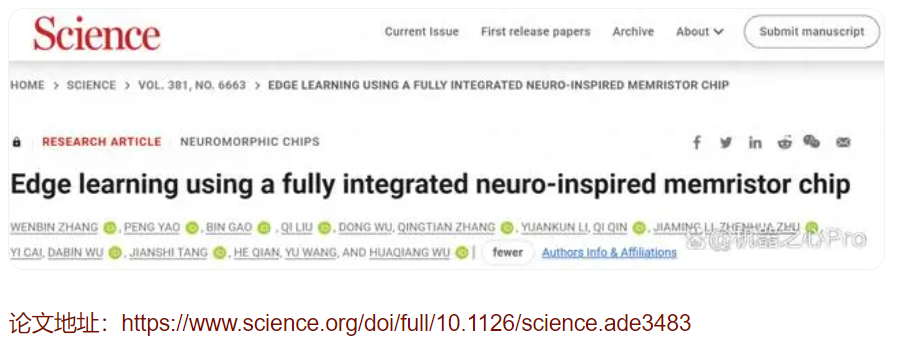 Science
Current Issue First release papers Archive About Submit manuscript
HOME > SCIENCE > VOL. 381, NO. 6663 > EDGE LEARNING USING A FULLY INTEGRATED NEURO-INSPIRED MEMRISTOR CHIP
RESEARCH ARTICLE NEUROMORPHIC CHIPS
Edge learning using a fully integrated neuro-inspired memristor chip
WENBIN ZHANG, PENG YAO, BIN GAO, QI LIU, DONG WU, QINGTIAN ZHANG, YUANKUN LI, QI QIN, JIAMING LI, ZHENHUA ZHU
YI CAI, DABIN WU, JIANSHI TANG, HE QIAN, YU WANG, AND HUAQIANG WU | fewer Authors Info & Affiliations
@机器之心Pro
论文地址：https://www.science.org/doi/full/10.1126/science.ade3483